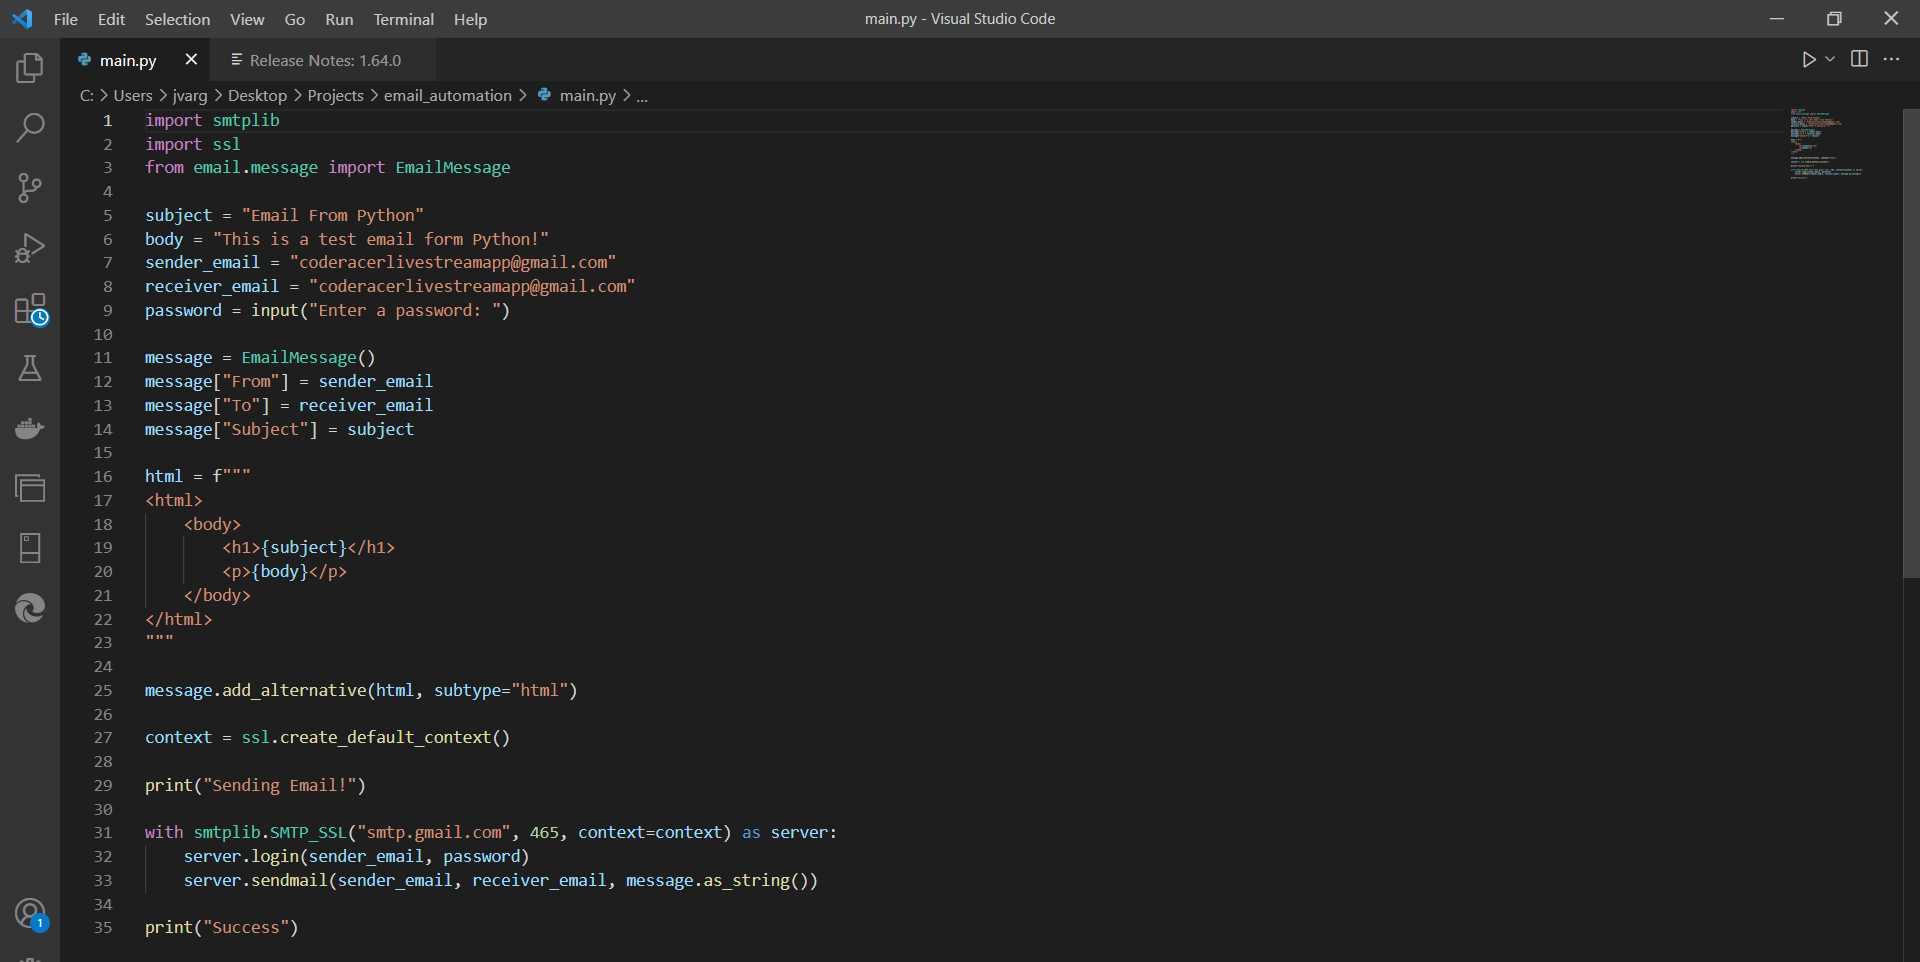 File Edit Selection View Go Run Terminal Help
main.py - Visual Studio Code
main.py
Release Notes: 1.64.0
C: > Users > jvarg > Desktop > Projects > email_automation > main.py > ...
1 import smtplib
2 import ssl
3 from email.message import EmailMessage
4
5 subject = "Email From Python"
6 body = "This is a test email form Python!"
7 sender_email = "coderacerlivestreamapp@gmail.com"
8 receiver_email = "coderacerlivestreamapp@gmail.com"
9 password = input("Enter a password: ")
10
11 message = EmailMessage()
12 message["From"] = sender_email
13 message["To"] = receiver_email
14 message["Subject"] = subject
15
16 html = f"""
17 <html>
18     <body>
19         <h1>{subject}</h1>
20         <p>{body}</p>
21     </body>
22 </html>
23 """
24
25 message.add_alternative(html, subtype="html")
26
27 context = ssl.create_default_context()
28
29 print("Sending Email!")
30
31 with smtplib.SMTP_SSL("smtp.gmail.com", 465, context=context) as server:
32     server.login(sender_email, password)
33     server.sendmail(sender_email, receiver_email, message.as_string())
34
35 print("Success")
1